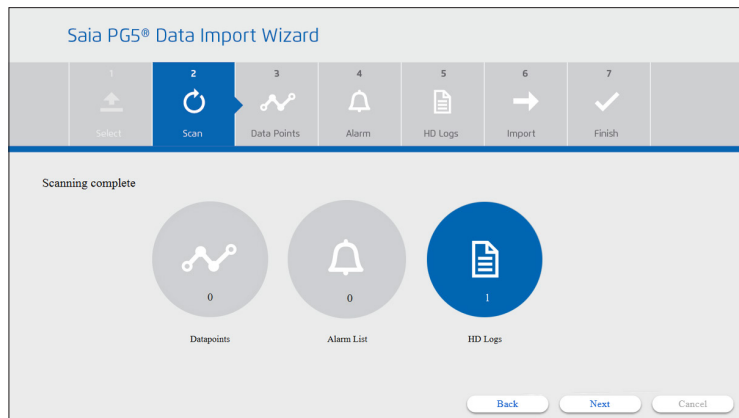 Saia PG5® Data Import Wizard
1 2 3 4 5 6 7
Select Scan Data Points Alarm HD Logs Import Finish
Scanning complete
0 0 1
Datapoints Alarm List HD Logs
Back Next Cancel